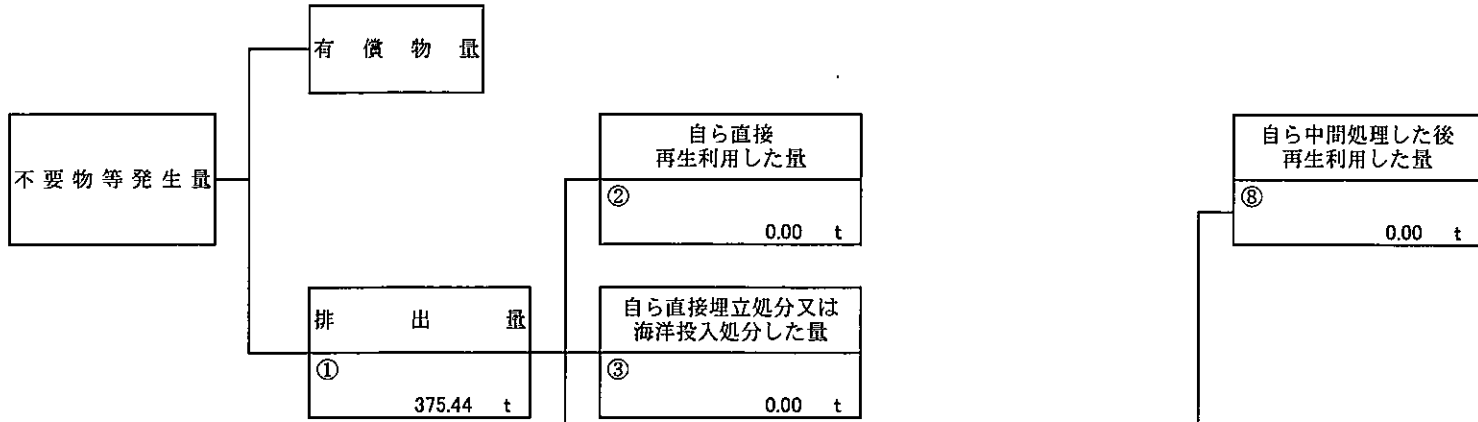 有償物量
不要物等発生量
自ら直接
再生利用した量
②
0.00 t
自ら中間処理した後
再生利用した量
⑧
0.00 t
排出量
①
375.44 t
自ら直接埋立処分又は
海洋投入処分した量
③
0.00 t